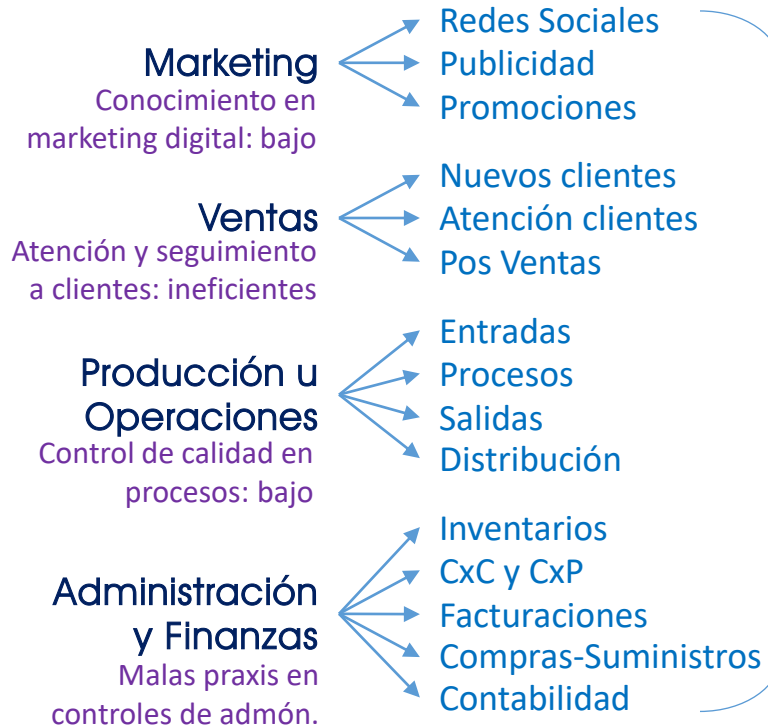 Marketing
Conocimiento en
marketing digital: bajo
Redes Sociales
Publicidad
Promociones
Ventas
Atención y seguimiento
a clientes: ineficientes
Nuevos clientes
Atención clientes
Pos Ventas
Producción u
Operaciones
Control de calidad en
procesos: bajo
Entradas
Procesos
Salidas
Distribución
Administración
y Finanzas
Malas praxis en
controles de admón.
Inventarios
CxC y CxP
Facturaciones
Compras-Suministros
Contabilidad